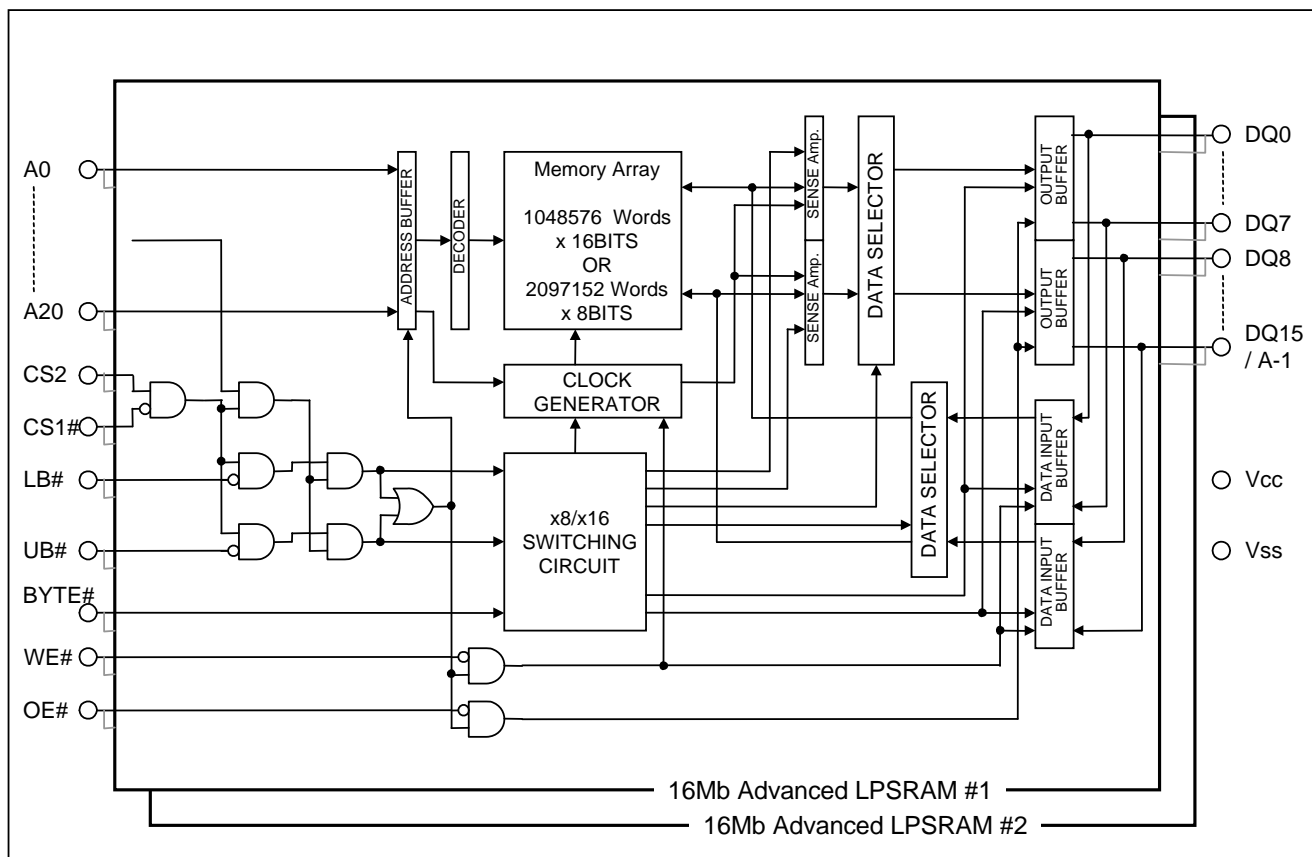 A0
A20
CS2
CS1#
LB#
UB#
BYTE#
WE#
OE#
ADDRESS BUFFER
DECODER
Memory Array
1048576 Words
x 16BITS
OR
2097152 Words
x 8BITS
CLOCK
GENERATOR
x8/x16
SWITCHING
CIRCUIT
SENSE Amp.
SENSE Amp.
DATA SELECTOR
DATA SELECTOR
OUTPUT
BUFFER
OUTPUT
BUFFER
DATA INPUT
BUFFER
DATA INPUT
BUFFER
DQ0
DQ7
DQ8
DQ15
/ A-1
Vcc
Vss
16Mb Advanced LPSRAM #1
16Mb Advanced LPSRAM #2